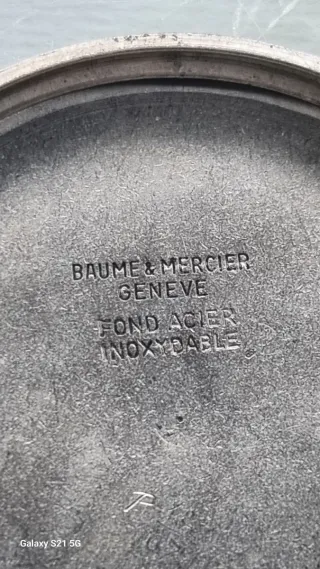 BAUME & MERCIER
GENEVE
FOND ACIER
INOXYDABLE
Galaxy S21 5G